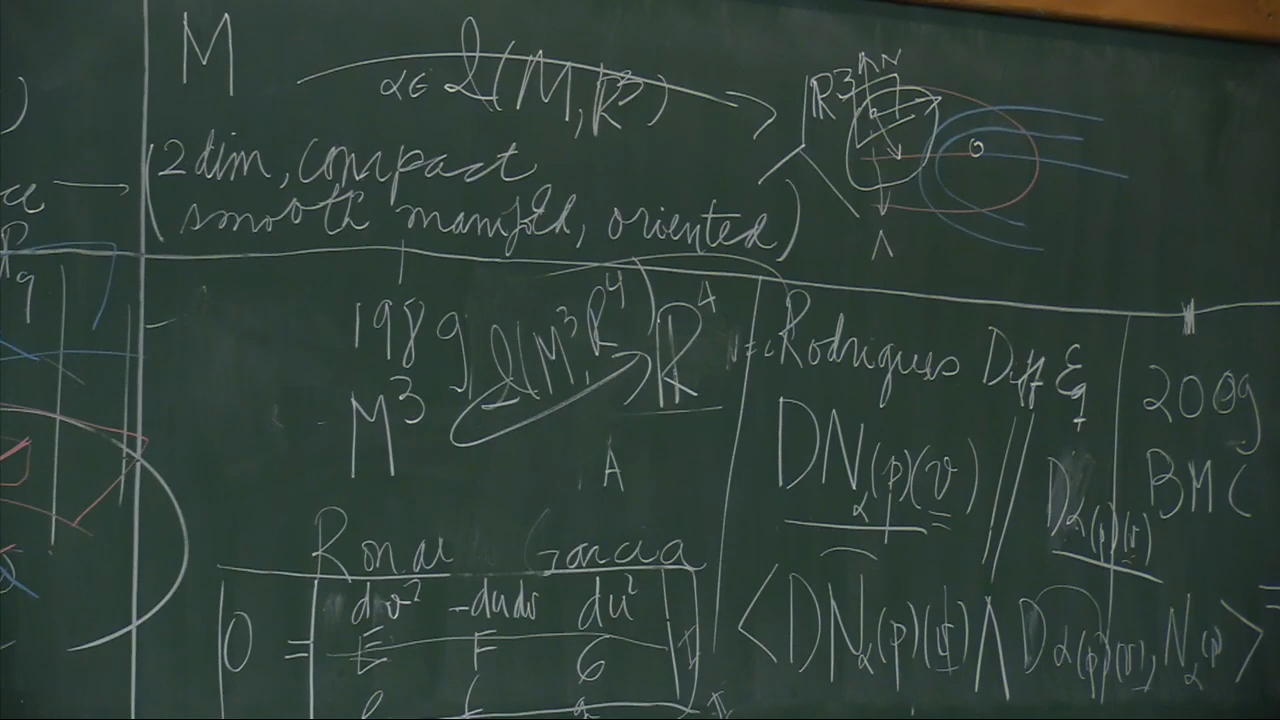 M
α ∈ I(M, R³)
R³
N
(2 dim, compact
smooth manifold, oriented)
1989
I(M³, R⁴)
R⁴
M³
Ronaldo Garcia
dv² -dudv du²
0 = E F G I
Rodrigues Diff Eq
DN_α(p)(v) // Dα(p)(v)
<DN_α(p)(v) ∧ Dα(p)(v), N_α(p)>
=
2009
BMC